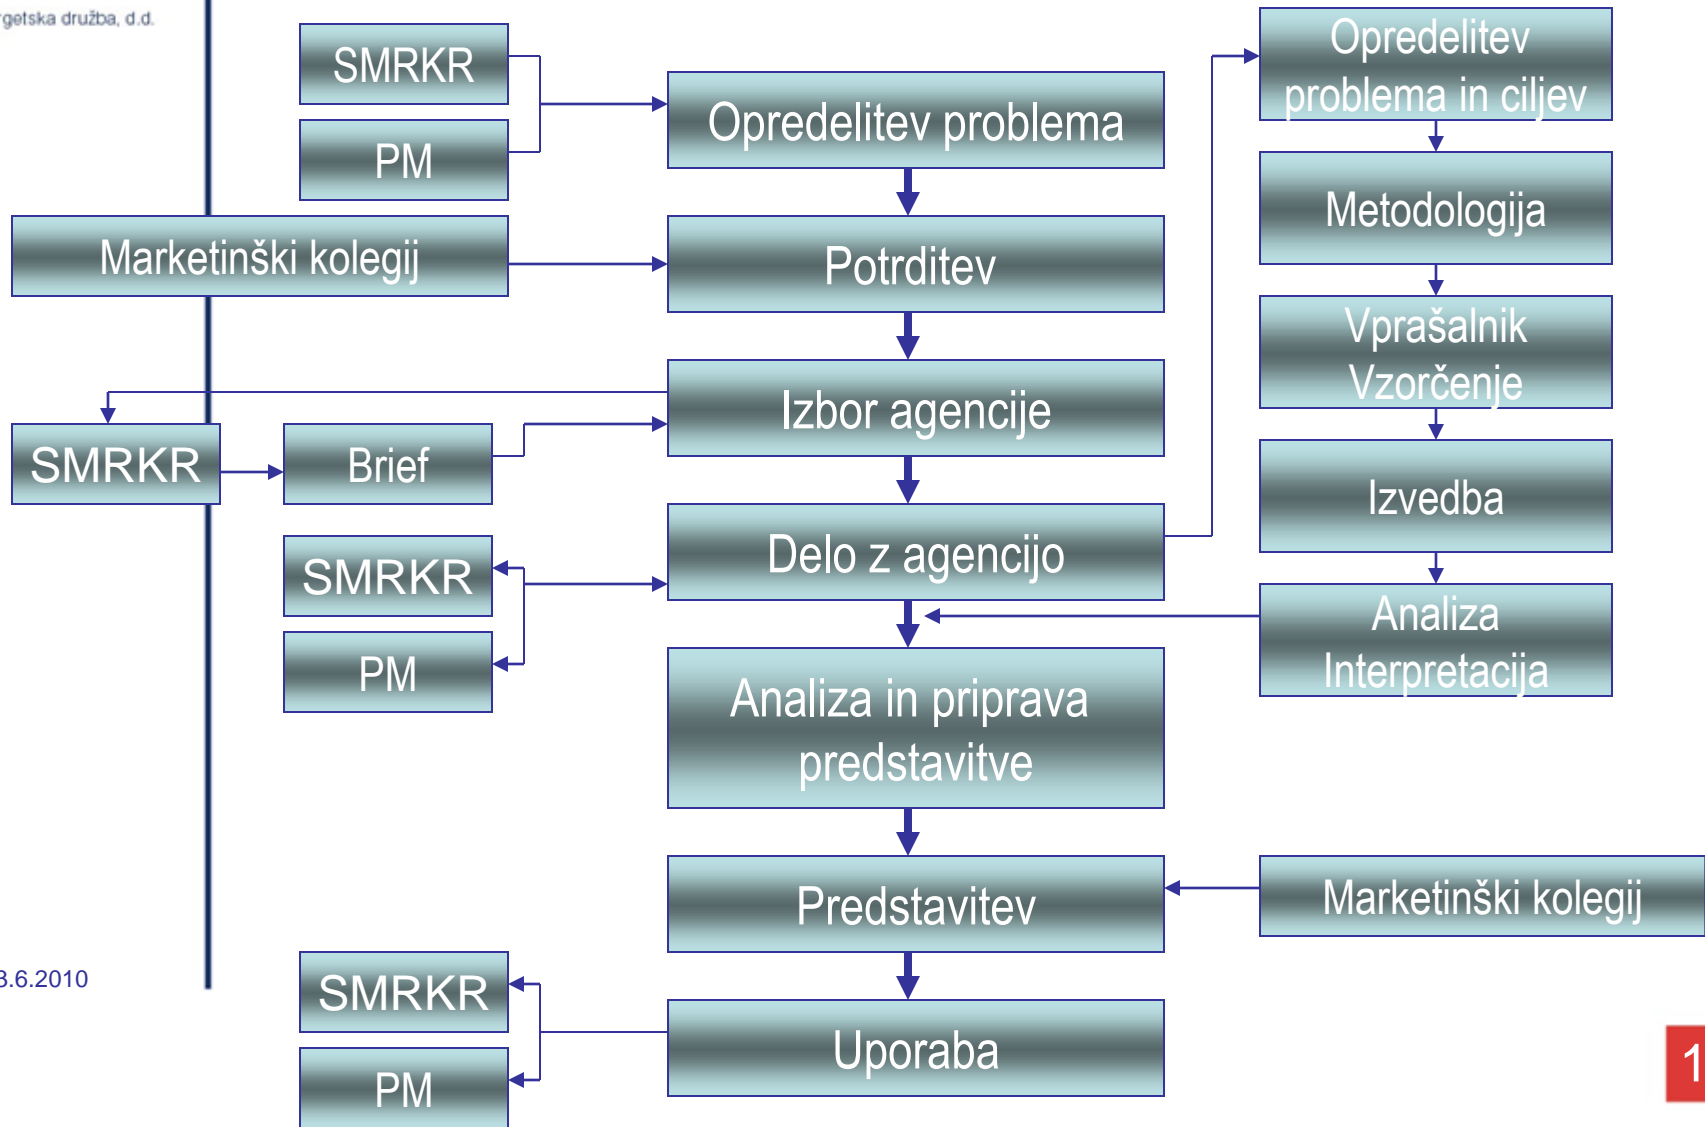 družba, d.d.
SMRKR
PM
Opredelitev problema
Marketinški kolegij
Potrditev
Izbor agencije
SMRKR
Brief
Delo z agencijo
SMRKR
PM
Analiza in priprava
predstavitve
Predstavitev
Marketinški kolegij
Uporaba
SMRKR
PM
Opredelitev
problema in ciljev
Metodologija
Vprašalnik
Vzorčenje
Izvedba
Analiza
Interpretacija
3.6.2010
1